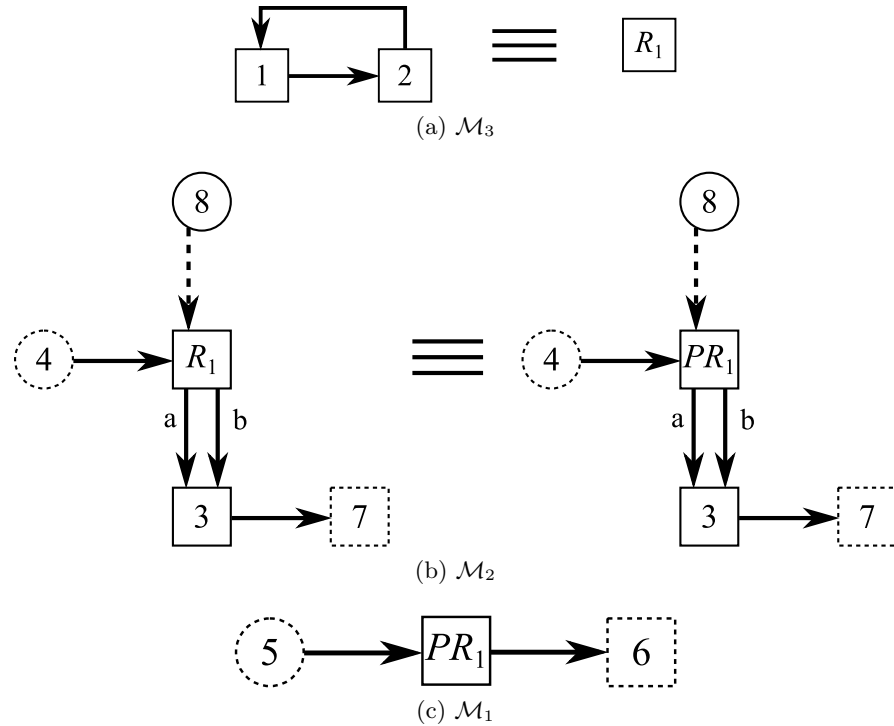 1 2 R₁
(a) ℳ₃
8 8
4 R₁ 4 PR₁
a b a b
3 7 3 7
(b) ℳ₂
5 PR₁ 6
(c) ℳ₁